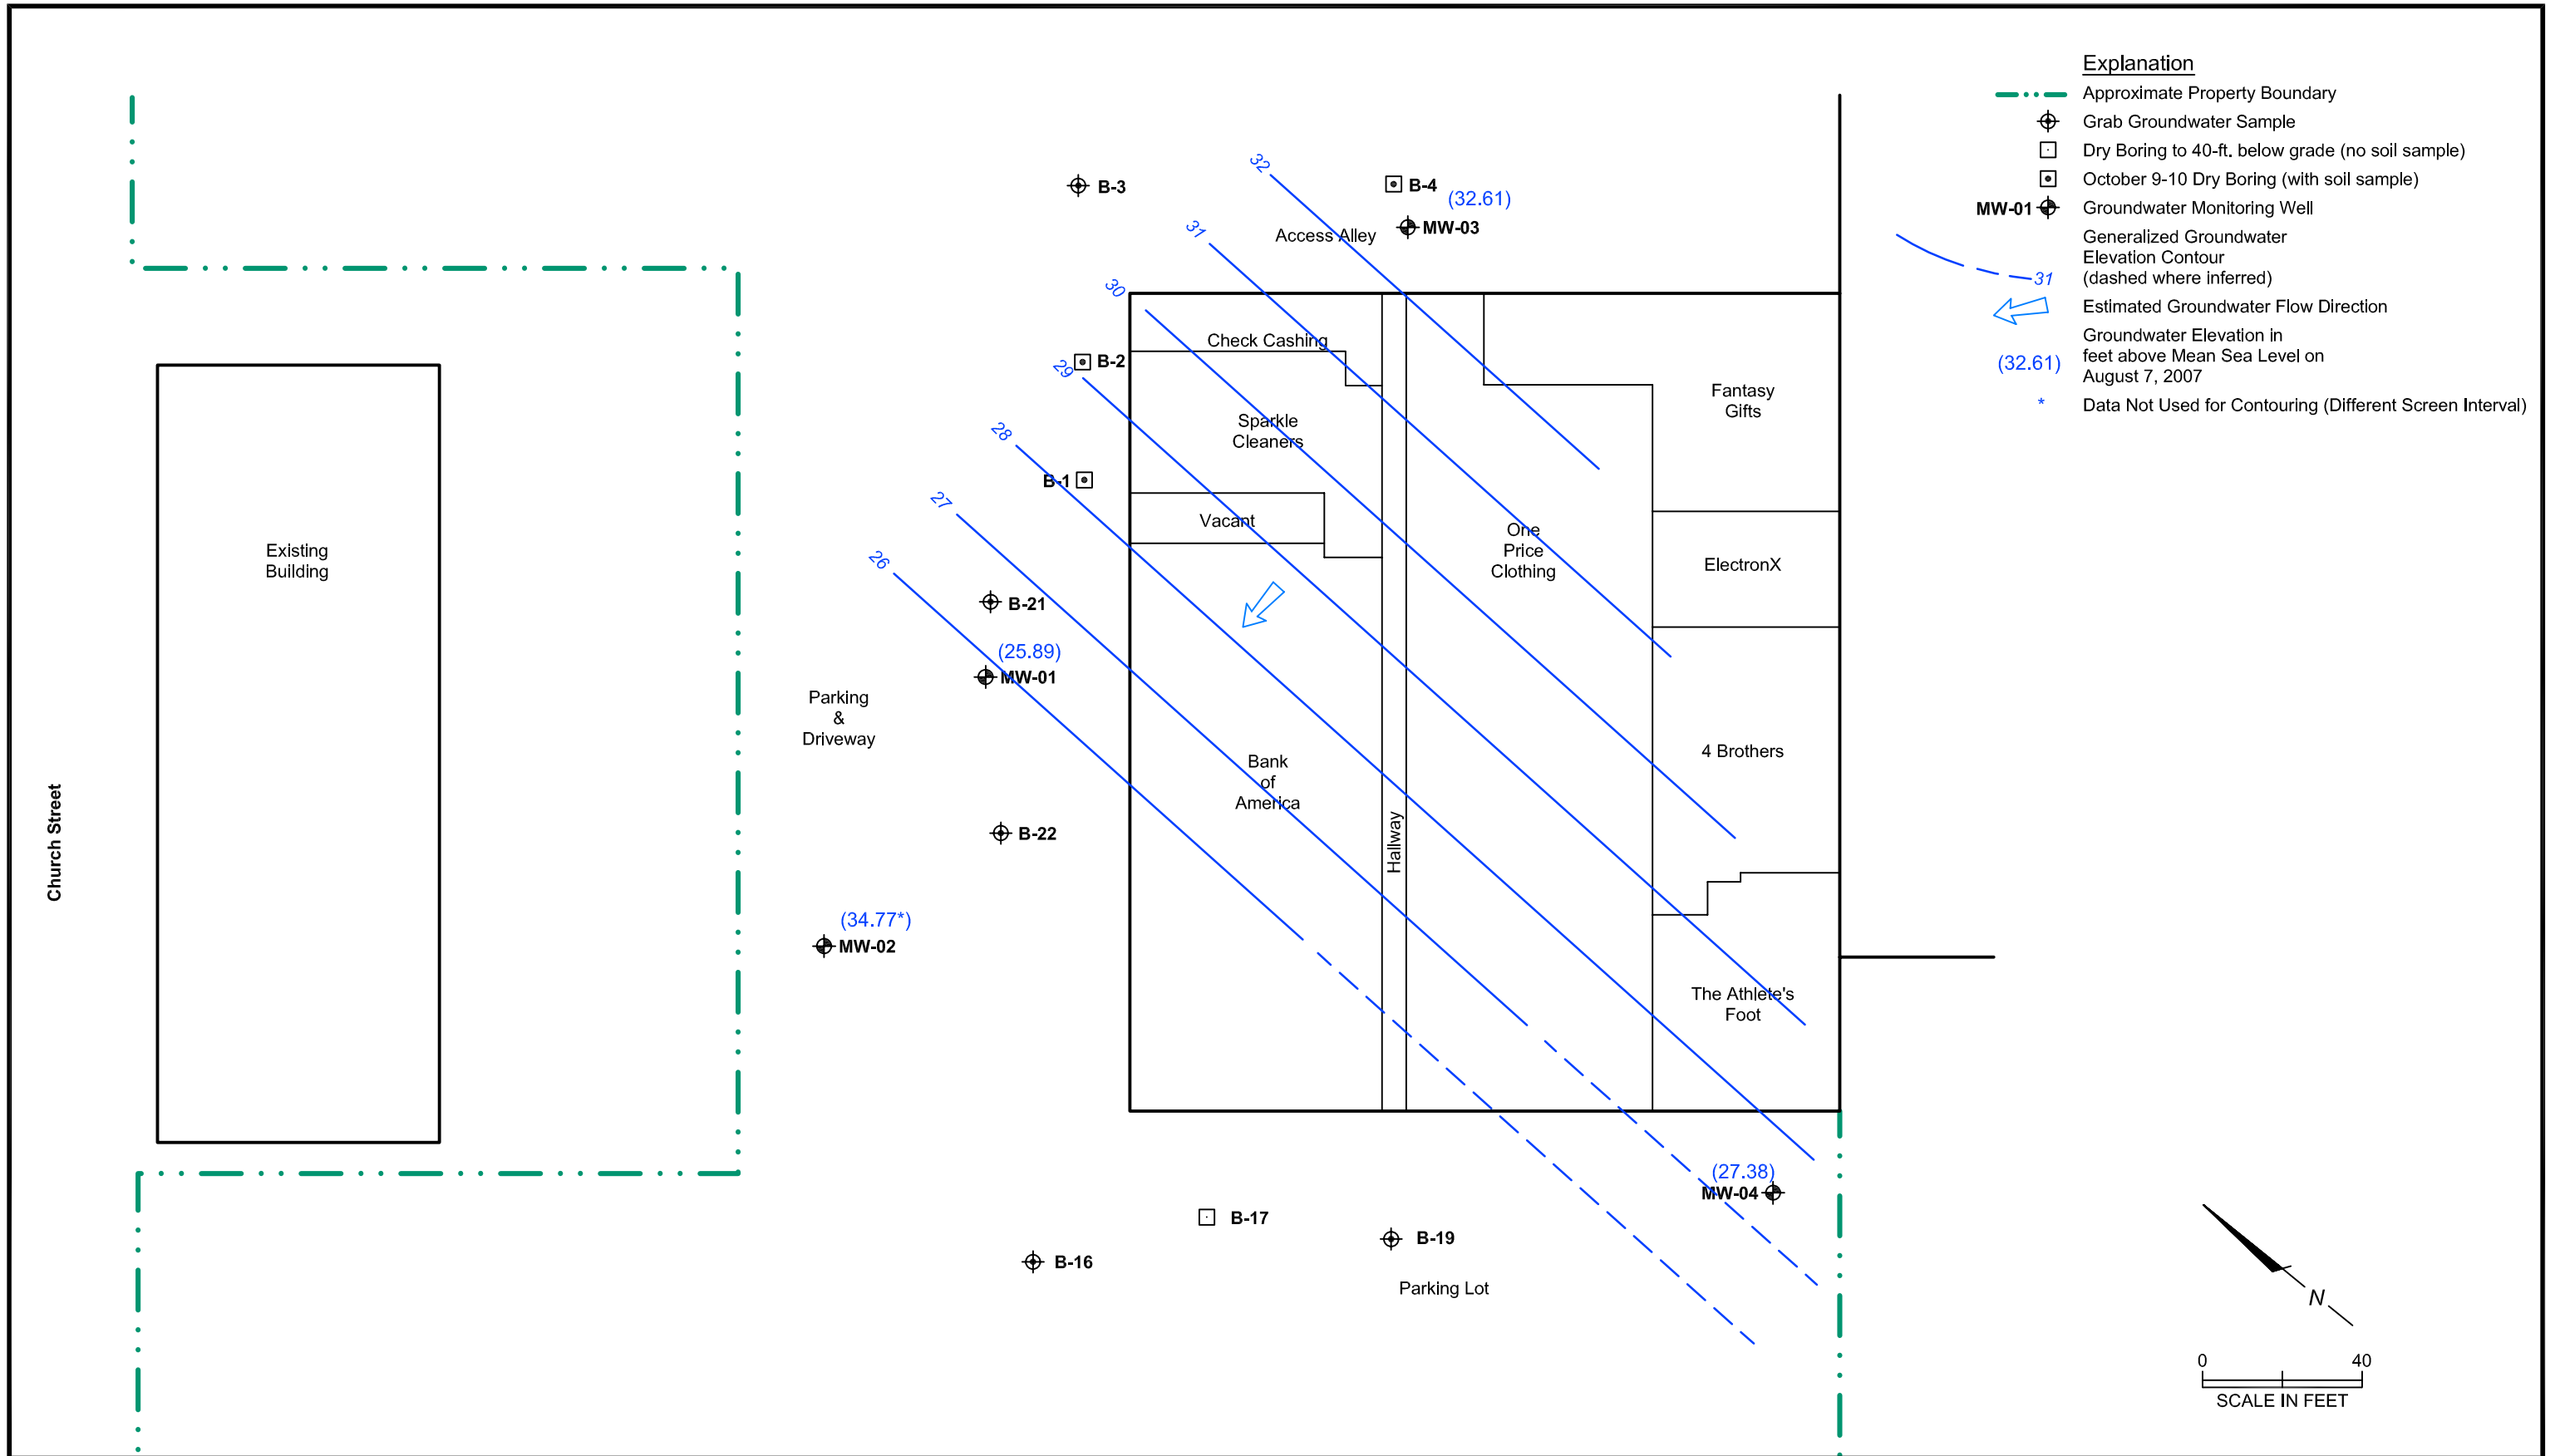 Explanation
Approximate Property Boundary
Grab Groundwater Sample
Dry Boring to 40-ft. below grade (no soil sample)
October 9-10 Dry Boring (with soil sample)
MW-01 Groundwater Monitoring Well
Generalized Groundwater
Elevation Contour
(dashed where inferred)
31
Estimated Groundwater Flow Direction
Groundwater Elevation in
feet above Mean Sea Level on
August 7, 2007
(32.61)
* Data Not Used for Contouring (Different Screen Interval)
32
B-3
B-4
(32.61)
MW-03
Access Alley
31
30
Check Cashing
B-2
29
Fantasy
Gifts
Sparkle
Cleaners
28
B-1
27
Vacant
One
Price
Clothing
Existing
Building
26
ElectronX
B-21
(25.89)
MW-01
Parking
&
Driveway
4 Brothers
Bank
of
America
B-22
Hallway
Church Street
(34.77*)
MW-02
The Athlete's
Foot
(27.38)
MW-04
B-17
B-19
B-16
Parking Lot
N
0 40
SCALE IN FEET